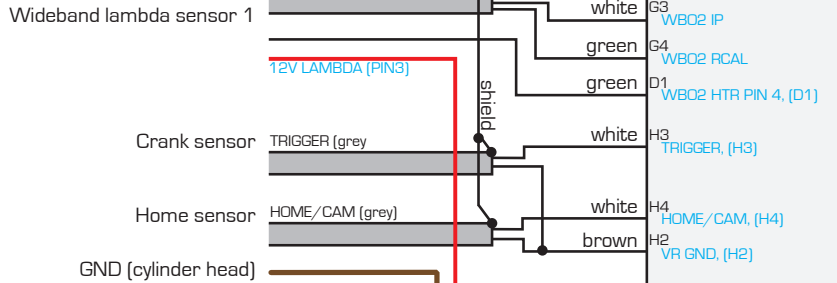 white G3
Wideband lambda sensor 1
WBO2 IP
green G4
WBO2 RCAL
12V LAMBDA (PIN3)
green D1
WBO2 HTR PIN 4, (D1)
shield
Crank sensor TRIGGER (grey
white H3
TRIGGER, (H3)
Home sensor HOME/CAM (grey)
white H4
HOME/CAM, (H4)
brown H2
VR GND, (H2)
GND (cylinder head)